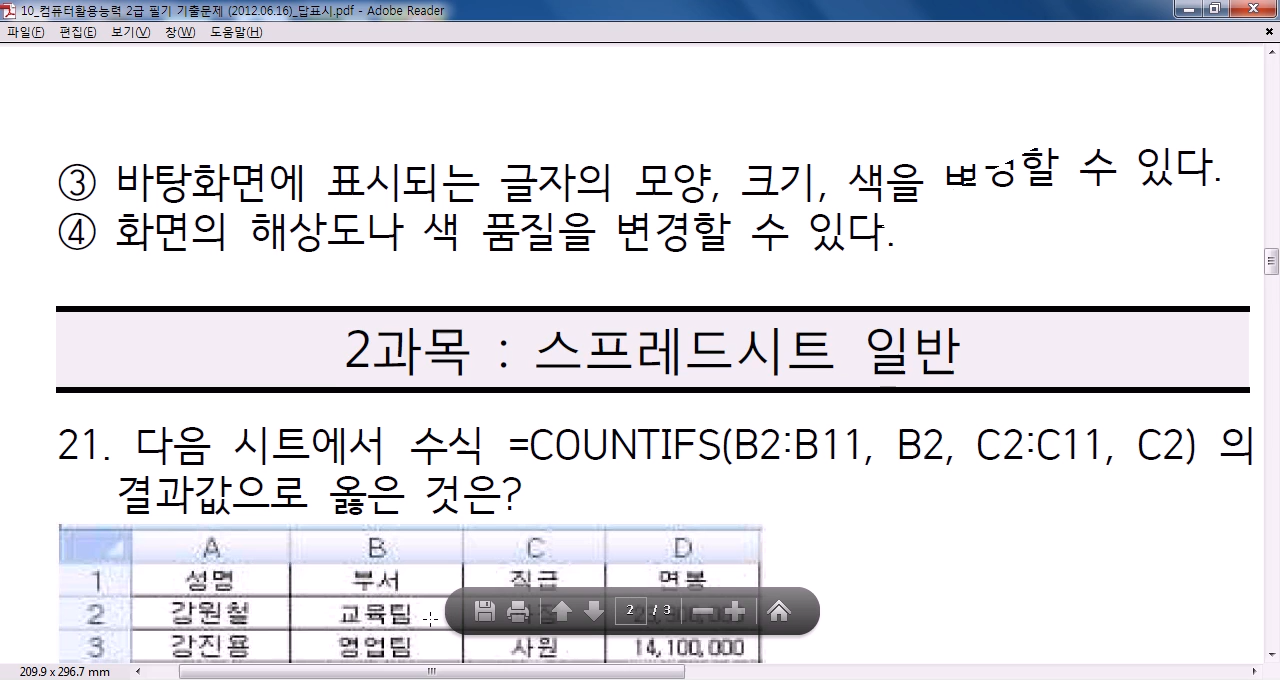 10_컴퓨터활용능력 2급 필기 기출문제 (2012.06.16)_답표시.pdf - Adobe Reader
파일(F) 편집(E) 보기(V) 창(W) 도움말(H)
③ 바탕화면에 표시되는 글자의 모양, 크기, 색을 변경할 수 있다.
④ 화면의 해상도나 색 품질을 변경할 수 있다.
2과목 : 스프레드시트 일반
21. 다음 시트에서 수식 =COUNTIFS(B2:B11, B2, C2:C11, C2) 의
결과값으로 옳은 것은?
A B C D
1 성명 부서 직급 연봉
2 강원철 교육팀
2 / 3
3 강진용 영업팀 사원 14,100,000
209.9 x 296.7 mm